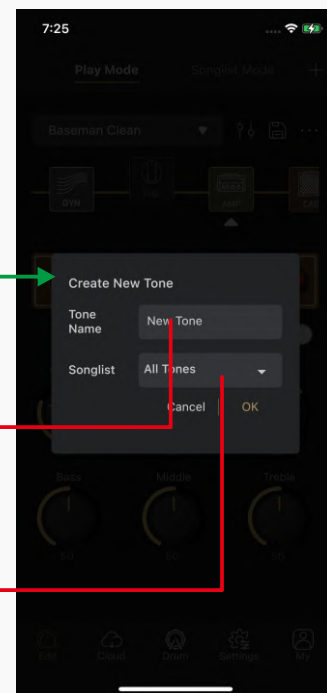 7:25
Play Mode Songlist Mode +
Baseman Clean
DYN AMP CAB
Create New Tone
Tone
Name
New Tone
Songlist All Tones
Cancel OK
Bass Middle Treble
50 50 50
Edit Cloud Drum Settings My